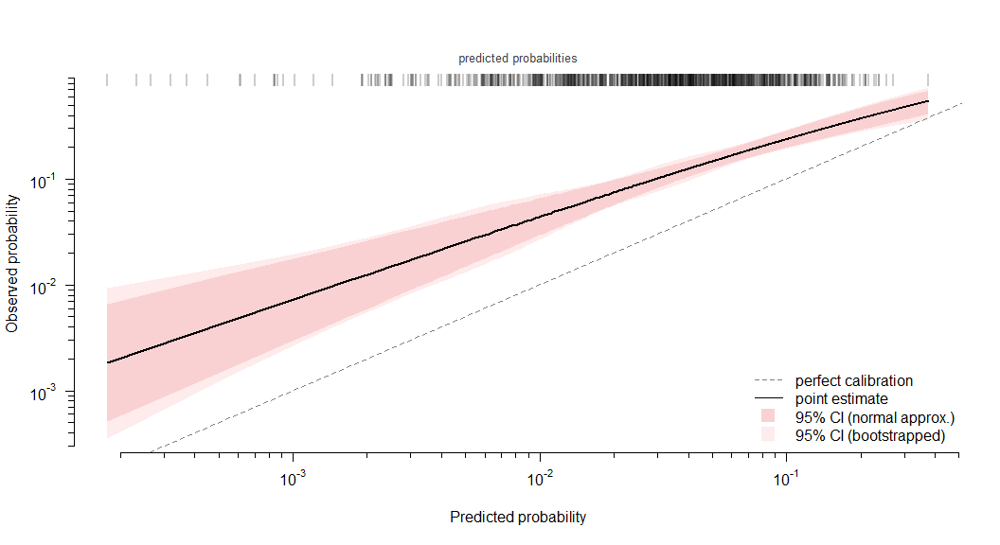 predicted probabilities
Observed probability
10⁻¹
10⁻²
10⁻³
perfect calibration
point estimate
95% CI (normal approx.)
95% CI (bootstrapped)
10⁻³ 10⁻² 10⁻¹
Predicted probability